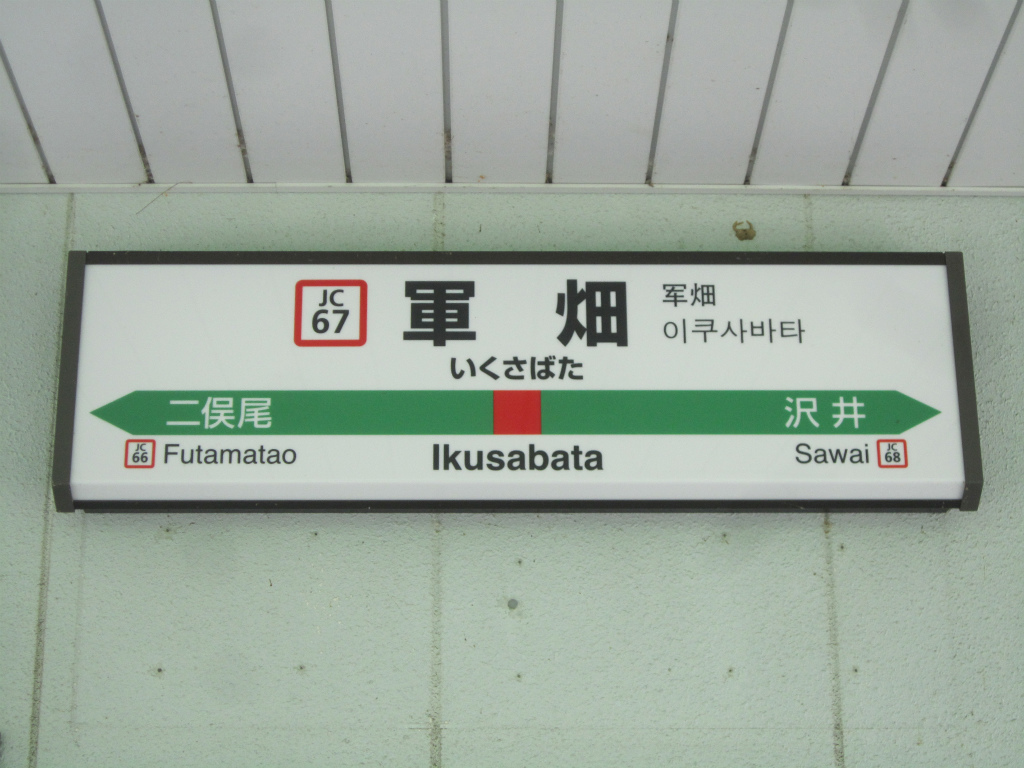 JC
67
軍 畑
军畑
이쿠사바타
いくさばた
二俣尾
沢井
JC
66
Futamatao
Ikusabata
Sawai
JC
68